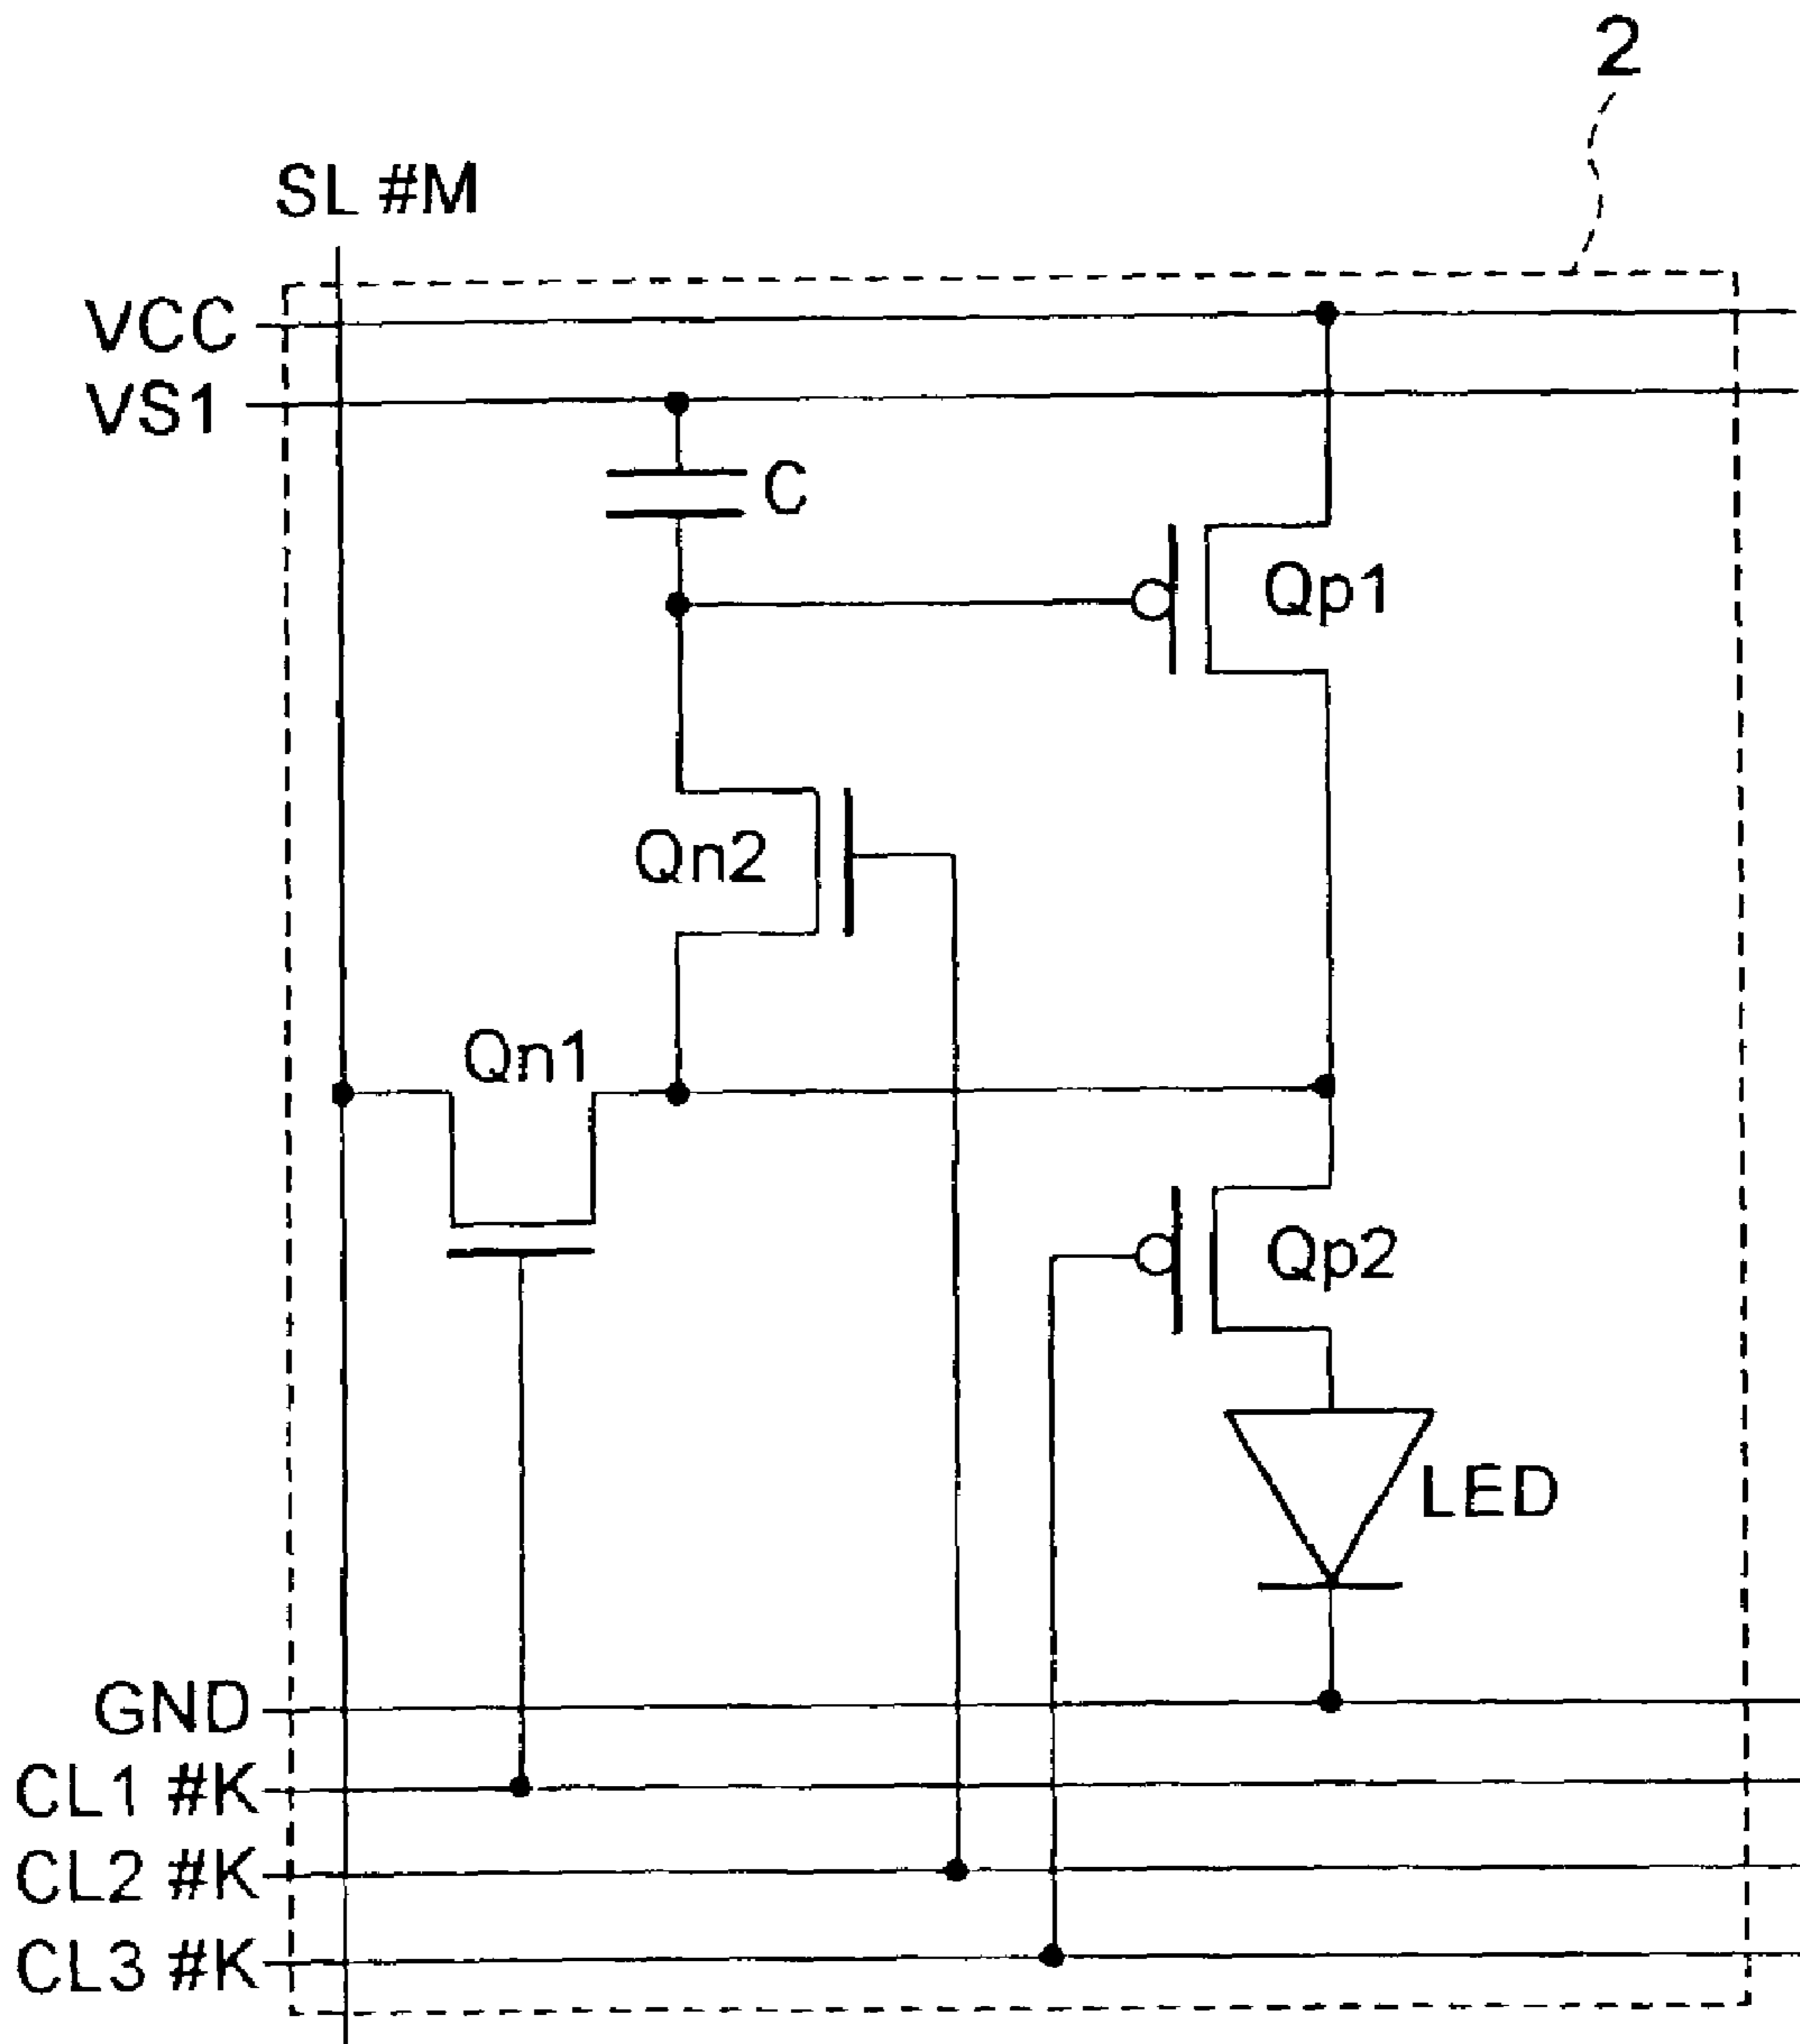 2
SL #M
VCC
VS1
C
Qp1
Qn2
Qn1
Qp2
LED
GND
CL1 #K
CL2 #K
CL3 #K